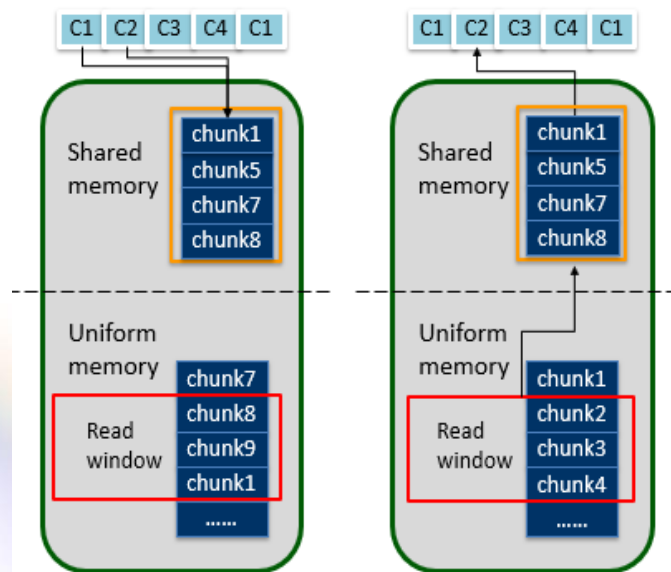 C1 C2 C3 C4 C1
Shared
memory
chunk1
chunk5
chunk7
chunk8
Uniform
memory
chunk7
chunk8
chunk9
chunk1
......
Read
window
C1 C2 C3 C4 C1
Shared
memory
chunk1
chunk5
chunk7
chunk8
Uniform
memory
chunk1
chunk2
chunk3
chunk4
......
Read
window